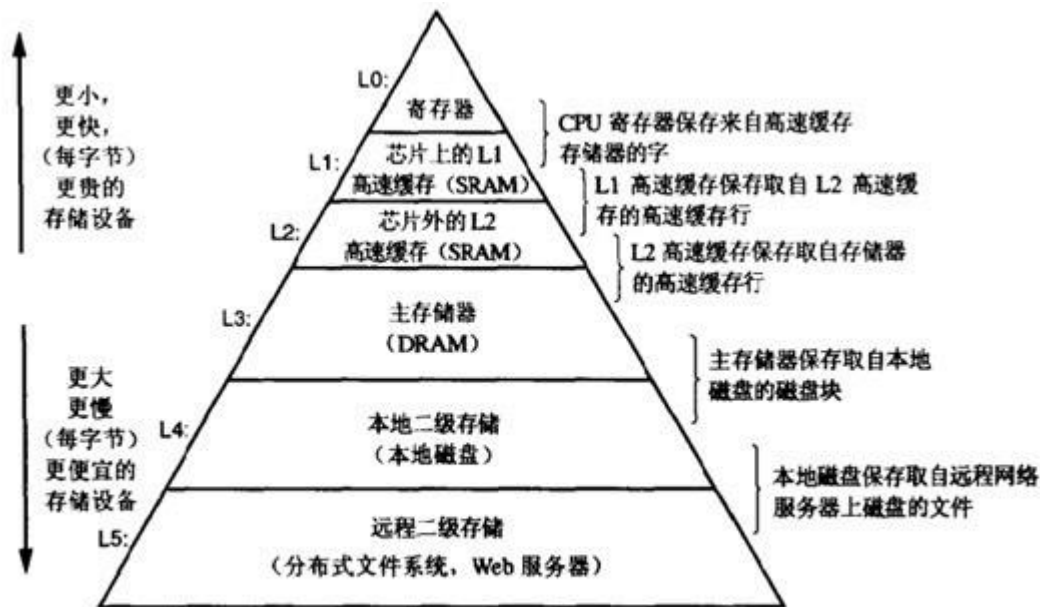 更小,
更快,
(每字节)
更贵的
存储设备
更大
更慢
(每字节)
更便宜的
存储设备
L0:
寄存器
L1:
芯片上的L1
高速缓存(SRAM)
L2:
芯片外的L2
高速缓存(SRAM)
L3:
主存储器
(DRAM)
L4:
本地二级存储
(本地磁盘)
L5:
远程二级存储
(分布式文件系统、Web 服务器)
CPU 寄存器保存来自高速缓存
存储器的字
L1 高速缓存保存取自 L2 高速缓
存的高速缓存行
L2 高速缓存保存取自存储器
的高速缓存行
主存储器保存取自本地
磁盘的磁盘块
本地磁盘保存取自远程网络
服务器上磁盘的文件